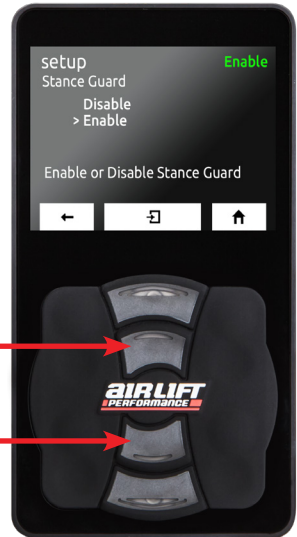 setup Enable
Stance Guard
Disable
> Enable
Enable or Disable Stance Guard
AIRLIFT
PERFORMANCE